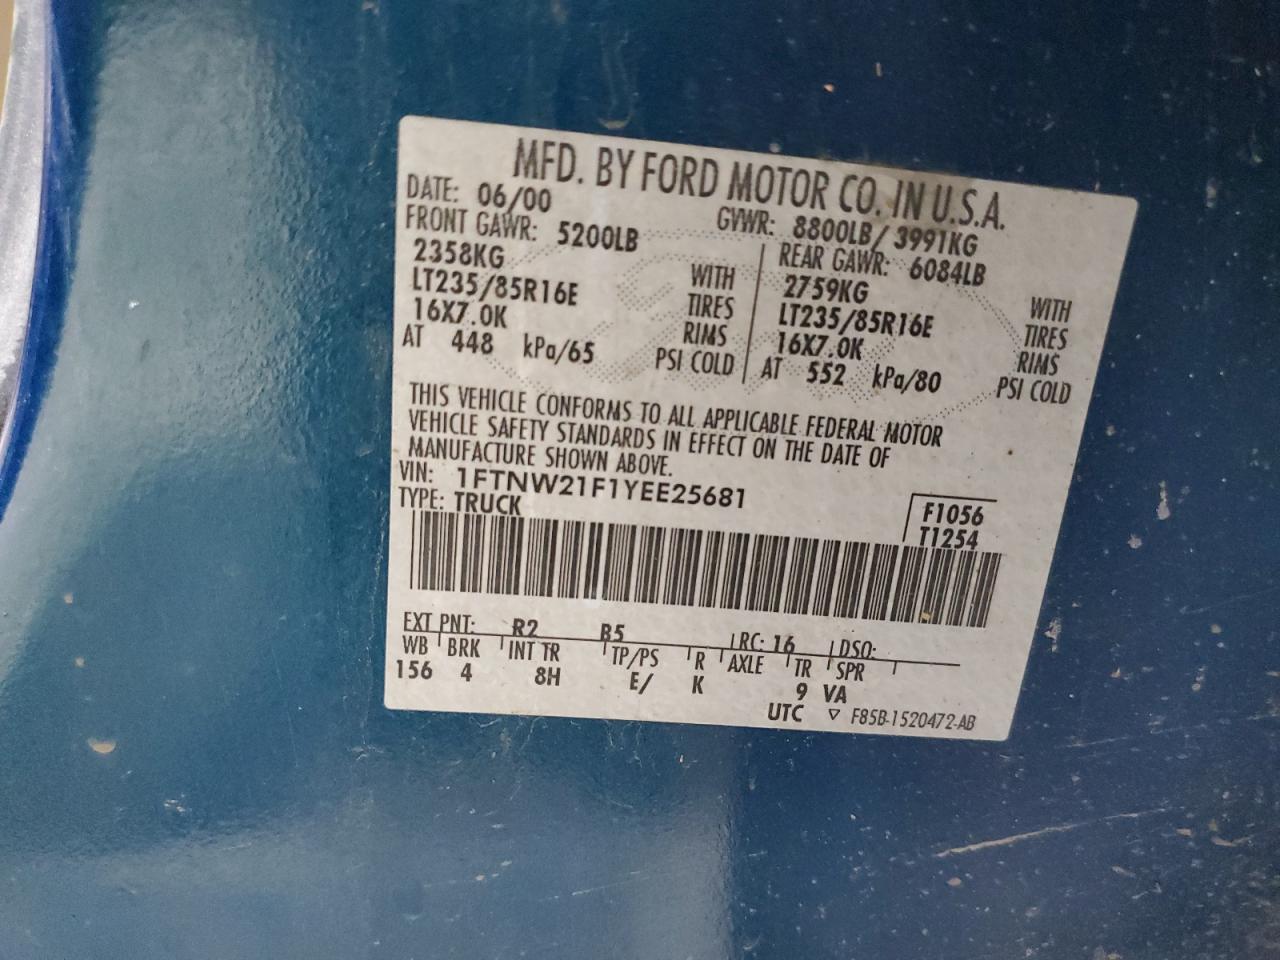 MFD. BY FORD MOTOR CO. IN U.S.A.
DATE: 06/00 GVWR: 8800LB/ 3991KG
FRONT GAWR: 5200LB REAR GAWR: 6084LB
2358KG WITH 2759KG WITH
LT235/85R16E TIRES LT235/85R16E TIRES
16X7.0K RIMS 16X7.0K RIMS
AT 448 kPa/65 PSI COLD AT 552 kPa/80 PSI COLD
THIS VEHICLE CONFORMS TO ALL APPLICABLE FEDERAL MOTOR
VEHICLE SAFETY STANDARDS IN EFFECT ON THE DATE OF
MANUFACTURE SHOWN ABOVE.
VIN: 1FTNW21F1YEE25681
TYPE: TRUCK
F1056
T1254
EXT PNT: R2 B5 RC: 16 DSO:
WB BRK INT TR TP/PS R AXLE TR SPR
156 4 8H E/ K 9 VA
UTC ▽ F85B-1520472-AB